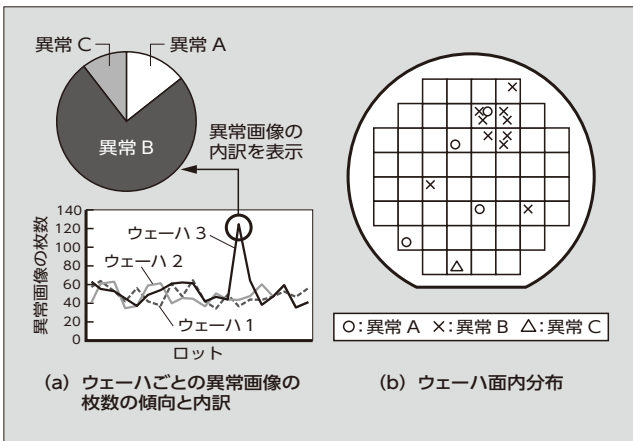 異常 C
異常 A
異常 B
異常画像の
内訳を表示
異常画像の枚数
140
120
100
80
60
40
20
0
ウェーハ 3
ウェーハ 2
ウェーハ 1
ロット
(a) ウェーハごとの異常画像の
枚数の傾向と内訳
○:異常 A ×:異常 B △:異常 C
(b) ウェーハ面内分布